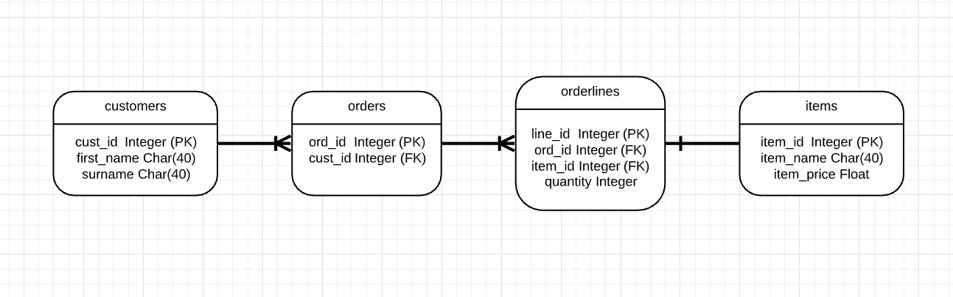 customers
cust_id Integer (PK)
first_name Char(40)
surname Char(40)
orders
ord_id Integer (PK)
cust_id Integer (FK)
orderlines
line_id Integer (PK)
ord_id Integer (FK)
item_id Integer (FK)
quantity Integer
items
item_id Integer (PK)
item_name Char(40)
item_price Float